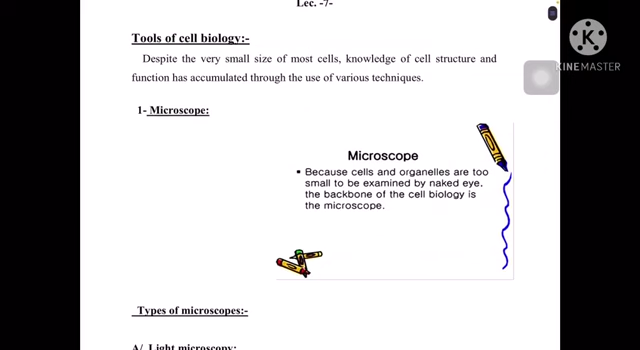 Lec. -7-
Tools of cell biology:-
Despite the very small size of most cells, knowledge of cell structure and
function has accumulated through the use of various techniques.
1- Microscope:
Microscope
• Because cells and organelles are too
small to be examined by naked eye,
the backbone of the cell biology is
the microscope.
Types of microscopes:-
A/ Light microscopy:
KINEMASTER